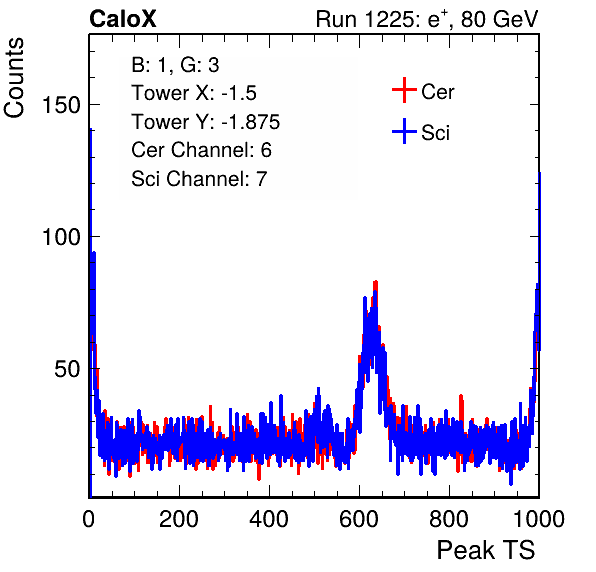 CaloX Run 1225: e⁺, 80 GeV
Counts
B: 1, G: 3
Tower X: -1.5
Tower Y: -1.875
Cer Channel: 6
Sci Channel: 7
Cer
Sci
150
100
50
0 200 400 600 800 1000
Peak TS